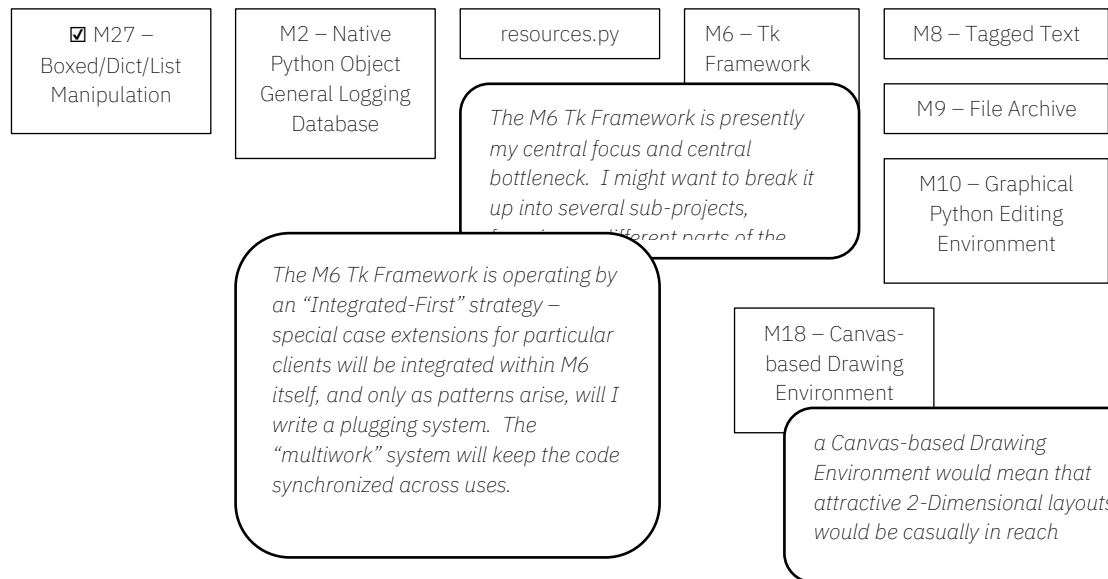 ☑ M27 –
Boxed/Dict/List
Manipulation
M2 – Native
Python Object
General Logging
Database
resources.py
M6 – Tk
Framework
M8 – Tagged Text
M9 – File Archive
M10 – Graphical
Python Editing
Environment
The M6 Tk Framework is presently
my central focus and central
bottleneck.  I might want to break it
up into several sub-projects,
different parts of the
The M6 Tk Framework is operating by
an “Integrated-First” strategy –
special case extensions for particular
clients will be integrated within M6
itself, and only as patterns arise, will I
write a plugging system.  The
“multiwork” system will keep the code
synchronized across uses.
M18 – Canvas-
based Drawing
Environment
a Canvas-based Drawing
Environment would mean that
attractive 2-Dimensional layouts
would be casually in reach